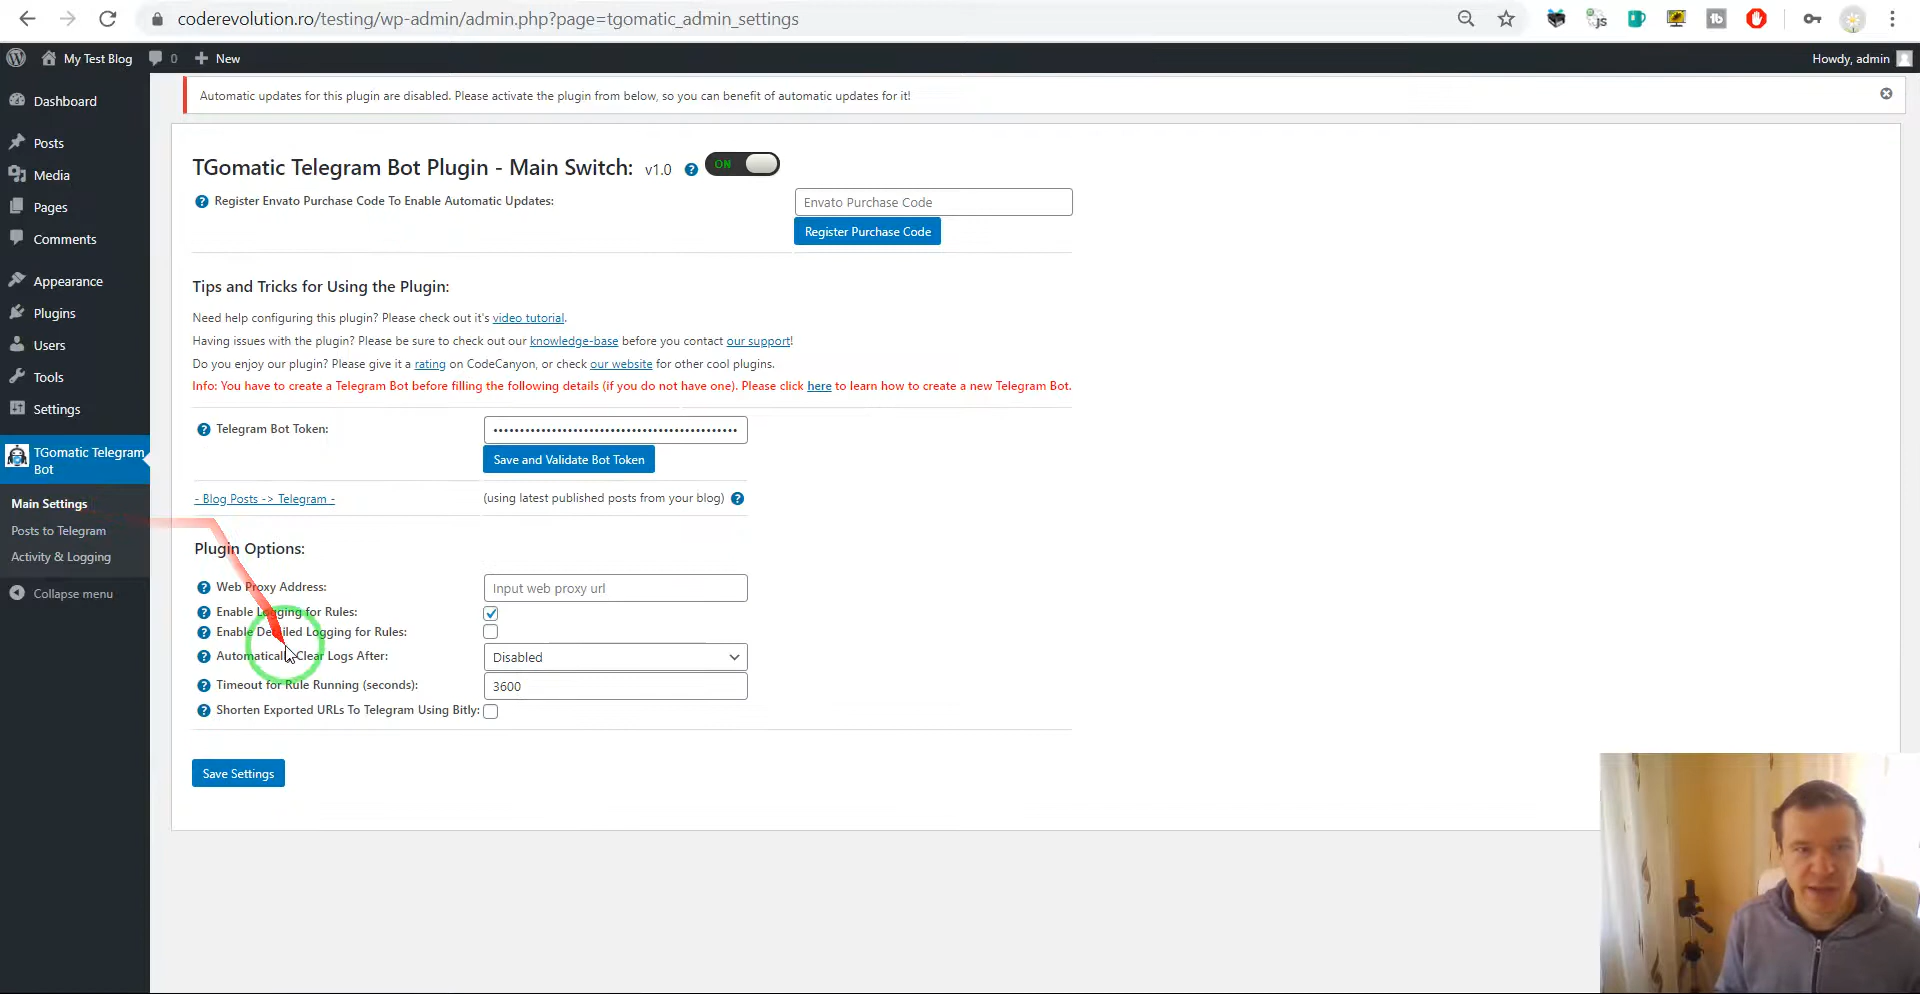 coderevolution.ro/testing/wp-admin/admin.php?page=tgomatic_admin_settings
My Test Blog
0
New
Howdy, admin
Dashboard
Posts
Media
Pages
Comments
Appearance
Plugins
Users
Tools
Settings
TGomatic Telegram
Bot
Main Settings
Posts to Telegram
Activity & Logging
Collapse menu
Automatic updates for this plugin are disabled. Please activate the plugin from below, so you can benefit of automatic updates for it!
TGomatic Telegram Bot Plugin - Main Switch: v1.0 ON
Register Envato Purchase Code To Enable Automatic Updates:
Envato Purchase Code
Register Purchase Code
Tips and Tricks for Using the Plugin:
Need help configuring this plugin? Please check out it's video tutorial.
Having issues with the plugin? Please be sure to check out our knowledge-base before you contact our support!
Do you enjoy our plugin? Please give it a rating on CodeCanyon, or check our website for other cool plugins.
Info: You have to create a Telegram Bot before filling the following details (if you do not have one). Please click here to learn how to create a new Telegram Bot.
Telegram Bot Token:
Save and Validate Bot Token
- Blog Posts -> Telegram - (using latest published posts from your blog)
Plugin Options:
Web Proxy Address: Input web proxy url
Enable Logging for Rules:
Enable Detailed Logging for Rules:
Automatically Clear Logs After: Disabled
Timeout for Rule Running (seconds): 3600
Shorten Exported URLs To Telegram Using Bitly:
Save Settings